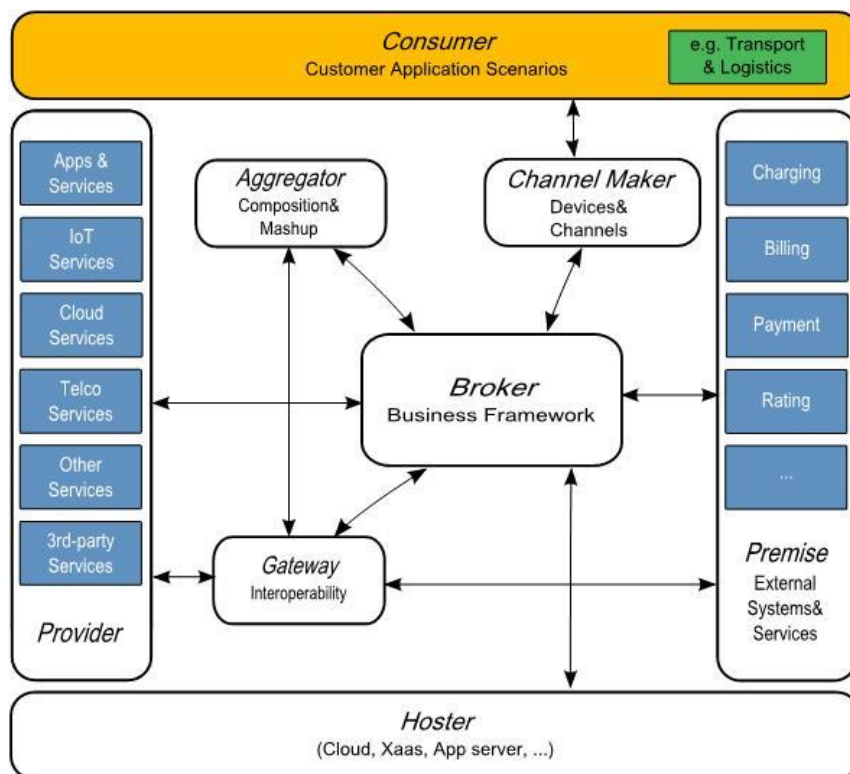 Consumer
Customer Application Scenarios
e.g. Transport
& Logistics
Apps &
Services
IoT
Services
Cloud
Services
Telco
Services
Other
Services
3rd-party
Services
Provider
Aggregator
Composition&
Mashup
Channel Maker
Devices&
Channels
Broker
Business Framework
Gateway
Interoperability
Charging
Billing
Payment
Rating
...
Premise
External
Systems&
Services
Hoster
(Cloud, Xaas, App server, ...)